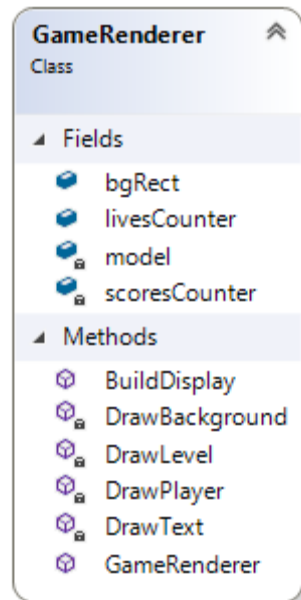 GameRenderer
Class
Fields
bgRect
livesCounter
model
scoresCounter
Methods
BuildDisplay
DrawBackground
DrawLevel
DrawPlayer
DrawText
GameRenderer